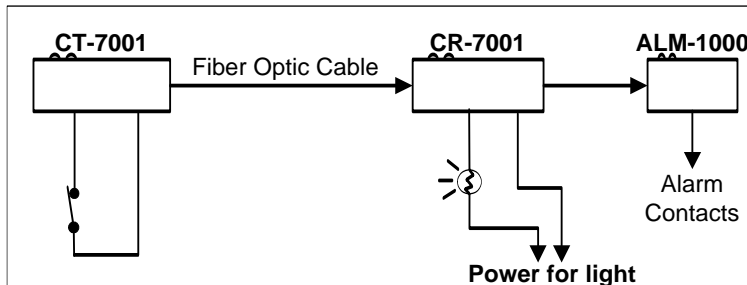 CT-7001
CR-7001
ALM-1000
Fiber Optic Cable
Alarm
Contacts
Power for light